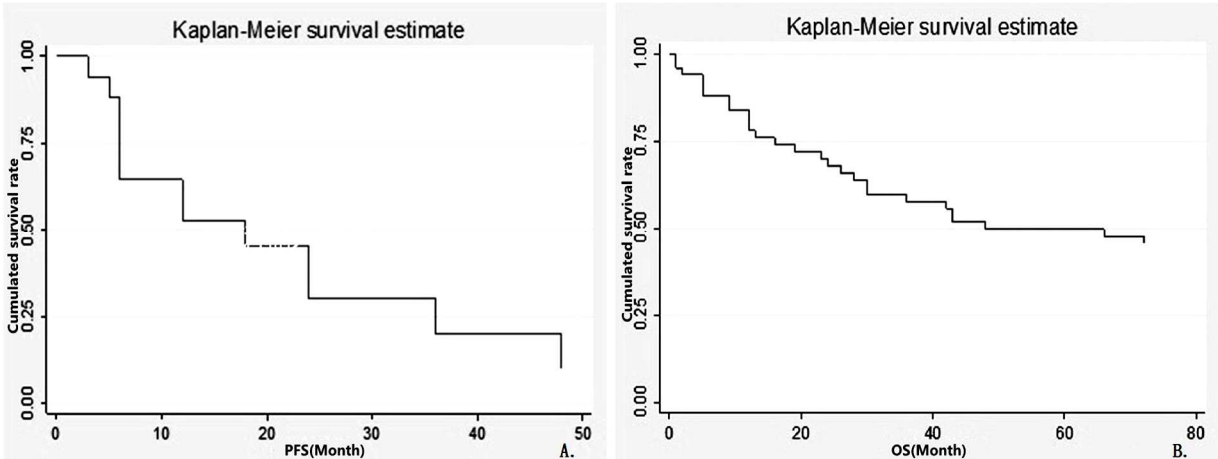 Kaplan-Meier survival estimate
Cumulated survival rate
1.00
0.75
0.50
0.25
0.00
0 10 20 30 40 50
PFS(Month)
A.
Kaplan-Meier survival estimate
Cumulated survival rate
1.00
0.75
0.50
0.25
0.00
0 20 40 60 80
OS(Month)
B.